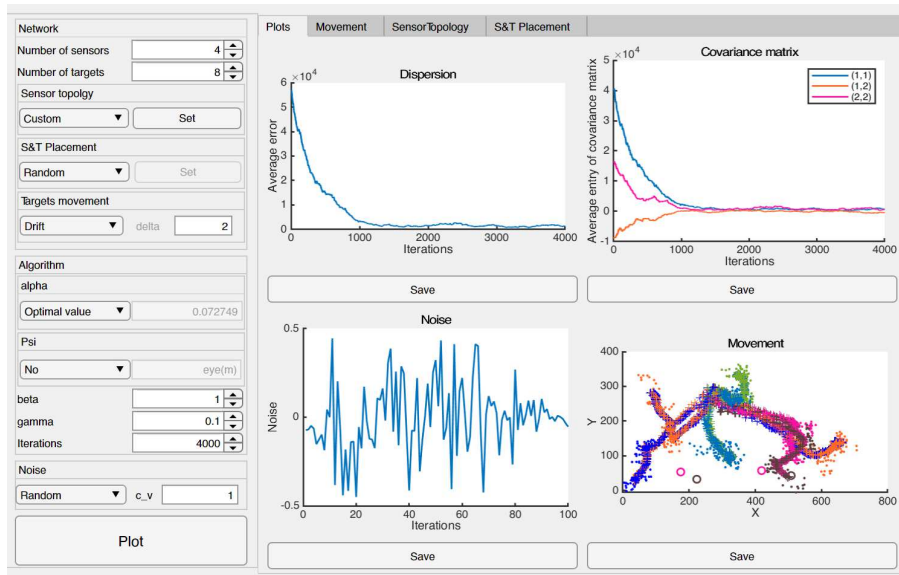 Network
Number of sensors 4
Number of targets 8
Sensor topolgy
Custom Set
S&T Placement
Random Set
Targets movement
Drift delta 2
Algorithm
alpha
Optimal value 0.072749
Psi
No eye(m)
beta 1
gamma 0.1
Iterations 4000
Noise
Random c_v 1
Plot
Plots Movement SensorTopology S&T Placement
Dispersion
×10^4
6
5
4
3
2
1
0
Average error
0 1000 2000 3000 4000
Iterations
Save
Covariance matrix
×10^4
5
4
3
2
1
0
-1
Average entry of covariance matrix
(1,1)
(1,2)
(2,2)
0 1000 2000 3000 4000
Iterations
Save
Noise
0.5
0
-0.5
Noise
0 20 40 60 80 100
Iterations
Save
Movement
400
300
200
100
0
Y
0 200 400 600 800
X
Save